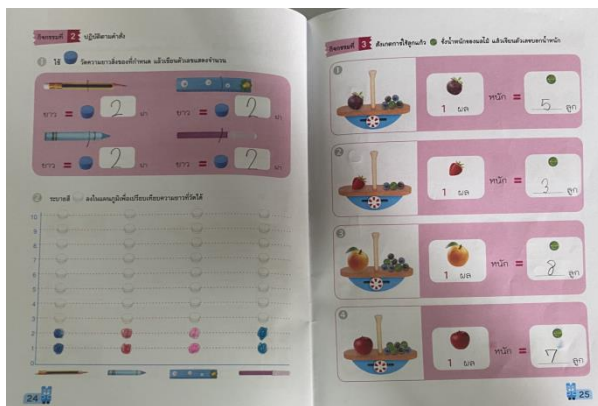 กิจกรรมที่ 2 ปฏิบัติตามคำสั่ง
1 ใช้ วัดความยาวสิ่งของที่กำหนด แล้วเขียนตัวเลขแสดงจำนวน
ยาว = 2 ฝา
ยาว = 2 ฝา
ยาว = 2 ฝา
ยาว = 2 ฝา
2 ระบายสี ลงในแผนภูมิเพื่อเปรียบเทียบความยาวที่วัดได้
10
9
8
7
6
5
4
3
2
1
0
24
กิจกรรมที่ 3 สังเกตการใช้ลูกแก้ว ชั่งน้ำหนักของผลไม้ แล้วเขียนตัวเลขบอกน้ำหนัก
1
1 ผล หนัก = 5 ลูก
2
1 ผล หนัก = 3 ลูก
3
1 ผล หนัก = 8 ลูก
4
1 ผล หนัก = 7 ลูก
25